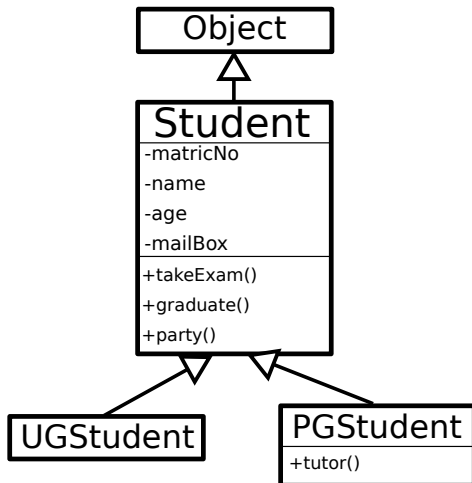 Object
Student
-matricNo
-name
-age
-mailBox
+takeExam()
+graduate()
+party()
UGStudent
PGStudent
+tutor()